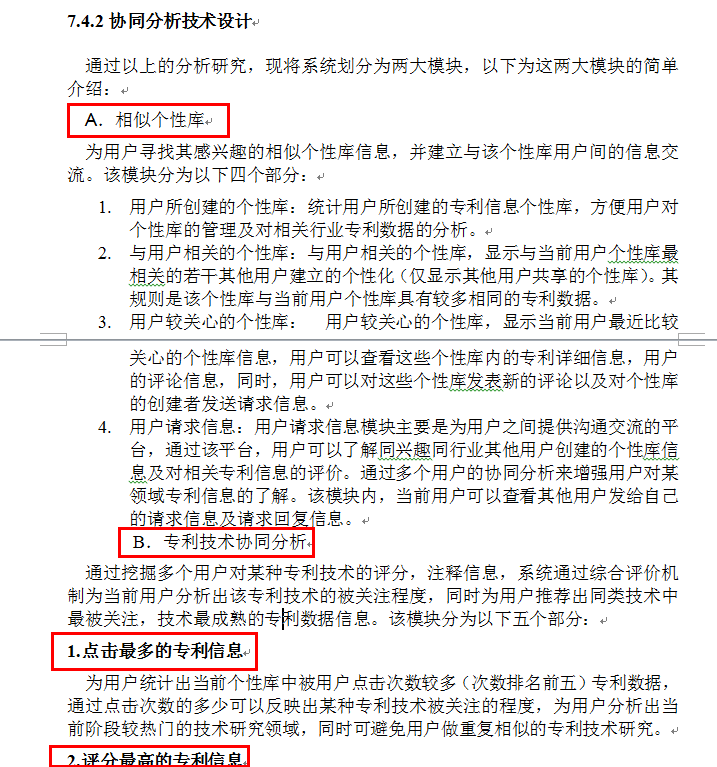 7.4.2 协同分析技术设计
通过以上的分析研究，现将系统划分为两大模块，以下为这两大模块的简单
介绍：
A．相似个性库
为用户寻找其感兴趣的相似个性库信息，并建立与该个性库用户间的信息交
流。该模块分为以下四个部分：
1. 用户所创建的个性库：统计用户所创建的专利信息个性库，方便用户对
个性库的管理及对相关行业专利数据的分析。
2. 与用户相关的个性库：与用户相关的个性库，显示与当前用户个性库最
相关的若干其他用户建立的个性化（仅显示其他用户共享的个性库）。其
规则是该个性库与当前用户个性库具有较多相同的专利数据。
3. 用户较关心的个性库： 用户较关心的个性库，显示当前用户最近比较
关心的个性库信息，用户可以查看这些个性库内的专利详细信息，用户
的评论信息，同时，用户可以对这些个性库发表新的评论以及对个性库
的创建者发送请求信息。
4. 用户请求信息：用户请求信息模块主要是为用户之间提供沟通交流的平
台，通过该平台，用户可以了解同兴趣同行业其他用户创建的个性库信
息及对相关专利信息的评价。通过多个用户的协同分析来增强用户对某
领域专利信息的了解。该模块内，当前用户可以查看其他用户发给自己
的请求信息及请求回复信息。
B．专利技术协同分析
通过挖掘多个用户对某种专利技术的评分，注释信息，系统通过综合评价机
制为当前用户分析出该专利技术的被关注程度，同时为用户推荐出同类技术中
最被关注，技术最成熟的专利数据信息。该模块分为以下五个部分：
1.点击最多的专利信息
为用户统计出当前个性库中被用户点击次数较多（次数排名前五）专利数据，
通过点击次数的多少可以反映出某种专利技术被关注的程度，为用户分析出当
前阶段较热门的技术研究领域，同时可避免用户做重复相似的专利技术研究。
2.评分最高的专利信息